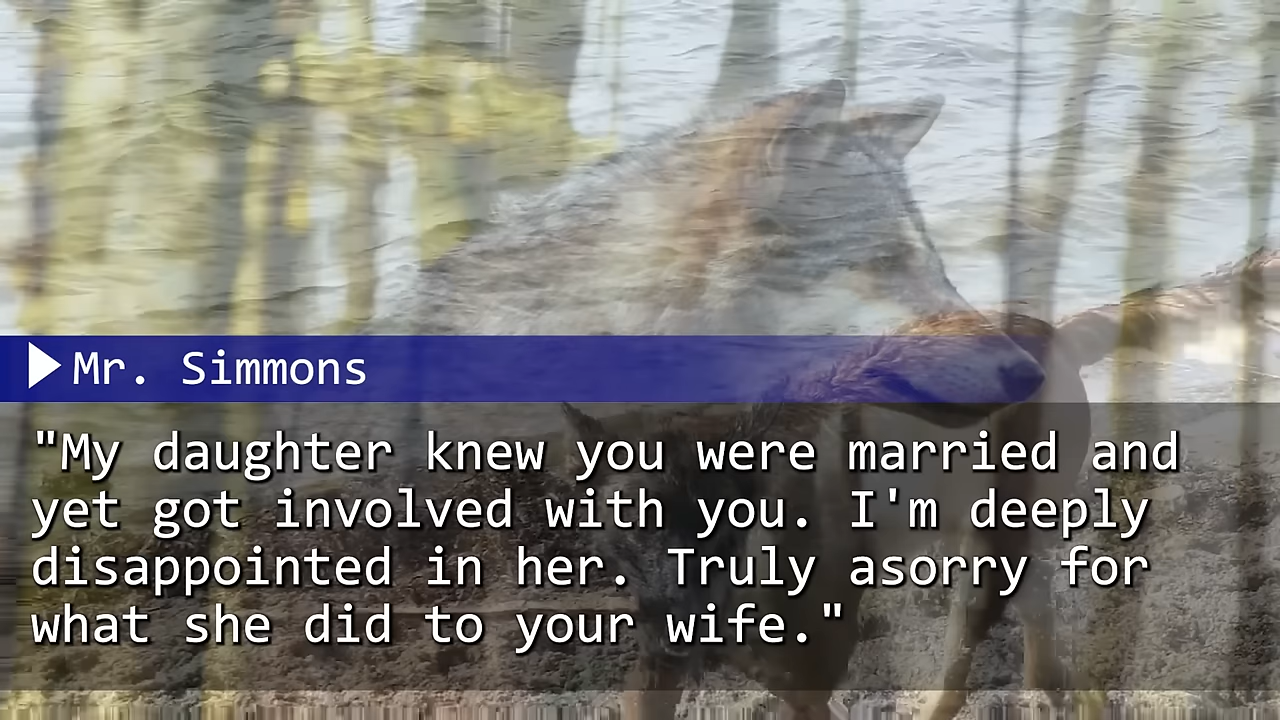 Mr. Simmons
"My daughter knew you were married and
yet got involved with you. I'm deeply
disappointed in her. Truly asorry for
what she did to your wife."